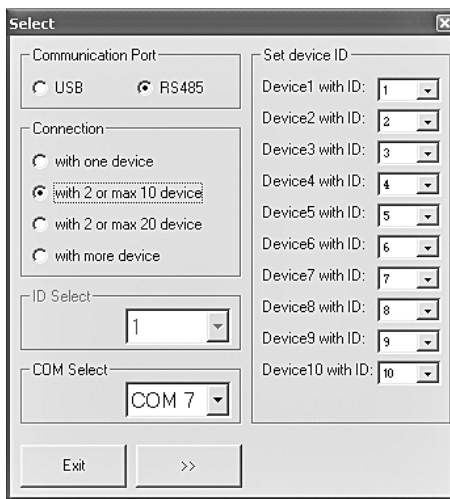 Select
Communication Port
USB RS485
Connection
with one device
with 2 or max 10 device
with 2 or max 20 device
with more device
ID Select
1
COM Select
COM 7
Exit >>
Set device ID
Device1 with ID: 1
Device2 with ID: 2
Device3 with ID: 3
Device4 with ID: 4
Device5 with ID: 5
Device6 with ID: 6
Device7 with ID: 7
Device8 with ID: 8
Device9 with ID: 9
Device10 with ID: 10